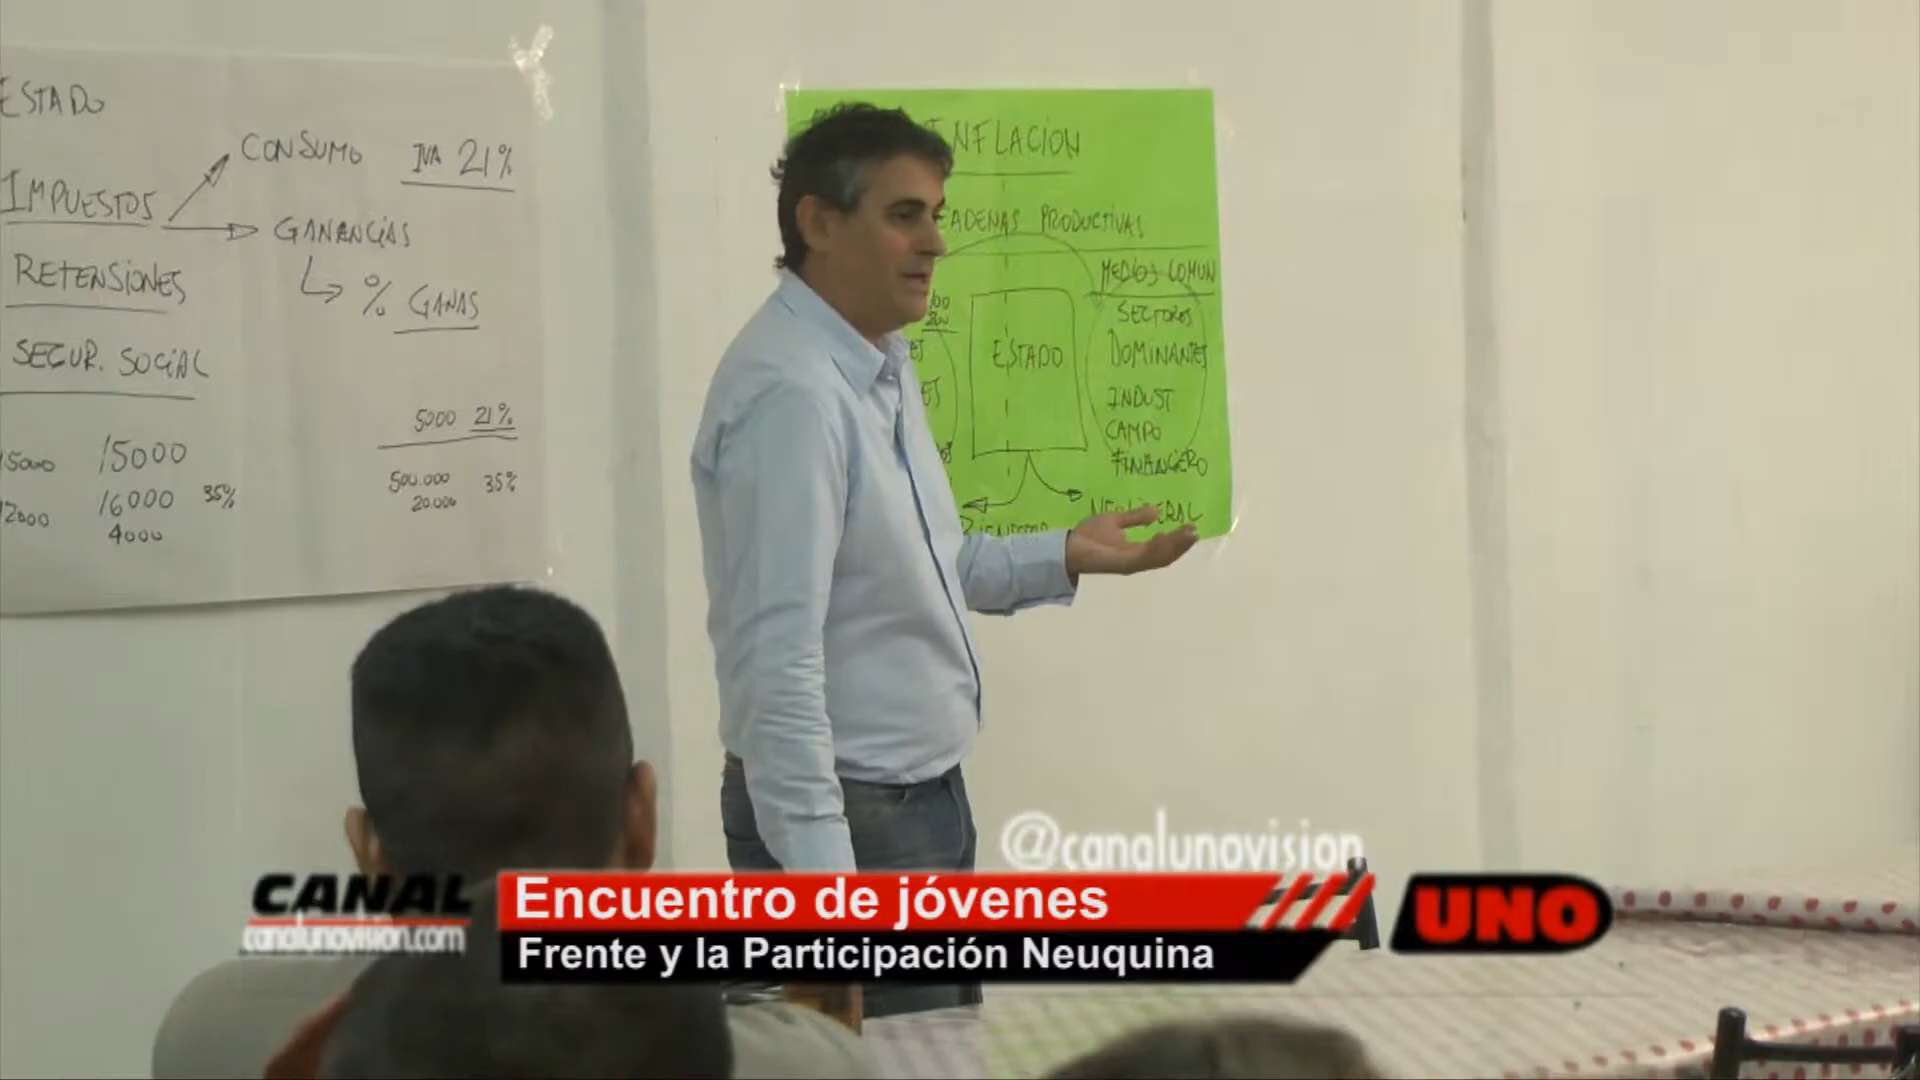 ESTADO
CONSUMO IVA 21%
IMPUESTOS
GANANCIAS
RETENSIONES
% GANAS
SEGUR. SOCIAL
5000 21%
15000 15000
16000 35%
12000
4000
500.000 35%
20.000
INFLACION
CADENAS PRODUCTIVAS
MEDIOS COMUN
SECTORES
ESTADO
DOMINANTES
INDUST
CAMPO
FINANCIERO
NEOLIBERAL
@canalunovision
CANAL
canalunovision.com
Encuentro de jóvenes
Frente y la Participación Neuquina
UNO